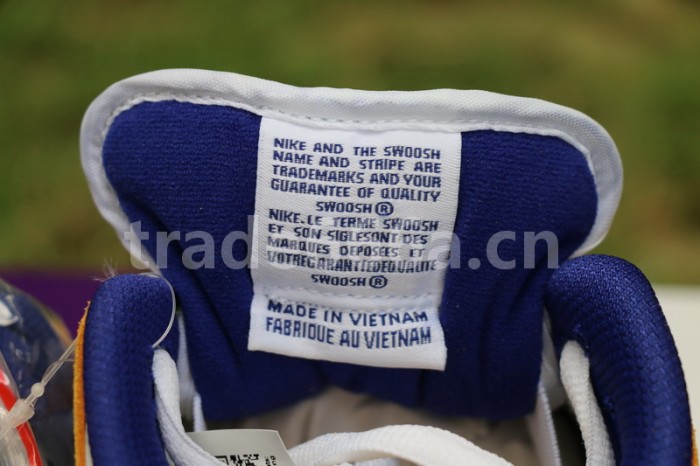 NIKE AND THE SWOOSH
NAME AND STRIPE ARE
TRADEMARKS AND YOUR
GUARANTEE OF QUALITY
SWOOSH®
NIKE.LE TERME SWOOSH
ET SON SIGLESONT DES
MARQUES DEPOSÉES ET
VOTREGARANTIEDEQUALITE
SWOOSH®
MADE IN VIETNAM
FABRIQUE AU VIETNAM